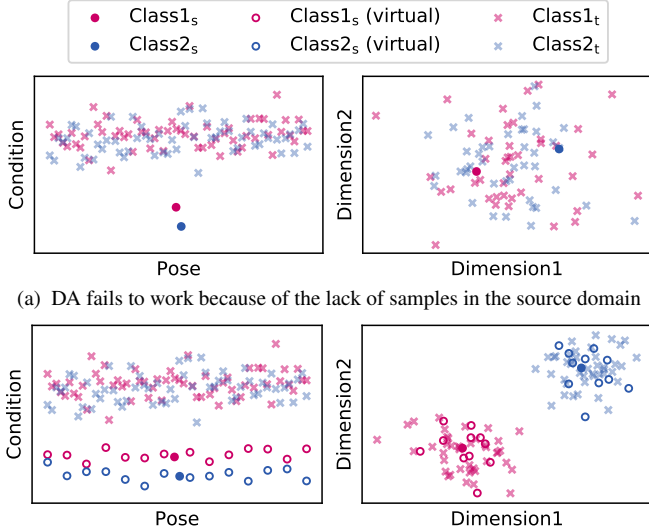 Class1s Class1s (virtual) Class1t
Class2s Class2s (virtual) Class2t
Condition
Pose
Dimension2
Dimension1
(a) DA fails to work because of the lack of samples in the source domain
Condition
Pose
Dimension2
Dimension1